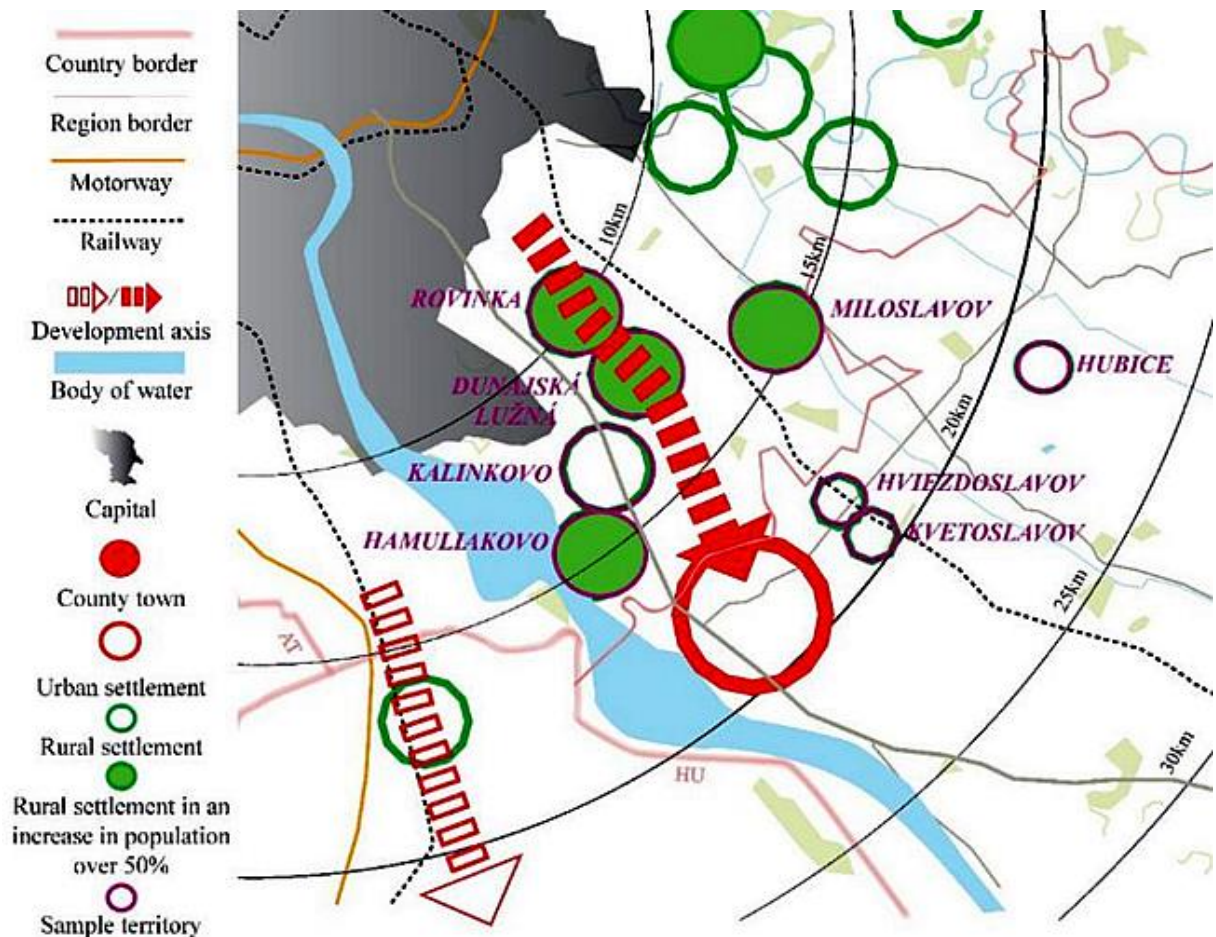 Country border
Region border
Motorway
Railway
Development axis
Body of water
Capital
County town
Urban settlement
Rural settlement
Rural settlement in an
increase in population
over 50%
Sample territory
10km
15km
20km
25km
30km
ROVINKA
MILOSLAVOV
HUBICE
DUNAJSKÁ
LUŽNÁ
KALINKOVO
HVIEZDOSLAVOV
KVETOSLAVOV
HAMULIAKOVO
AT
HU